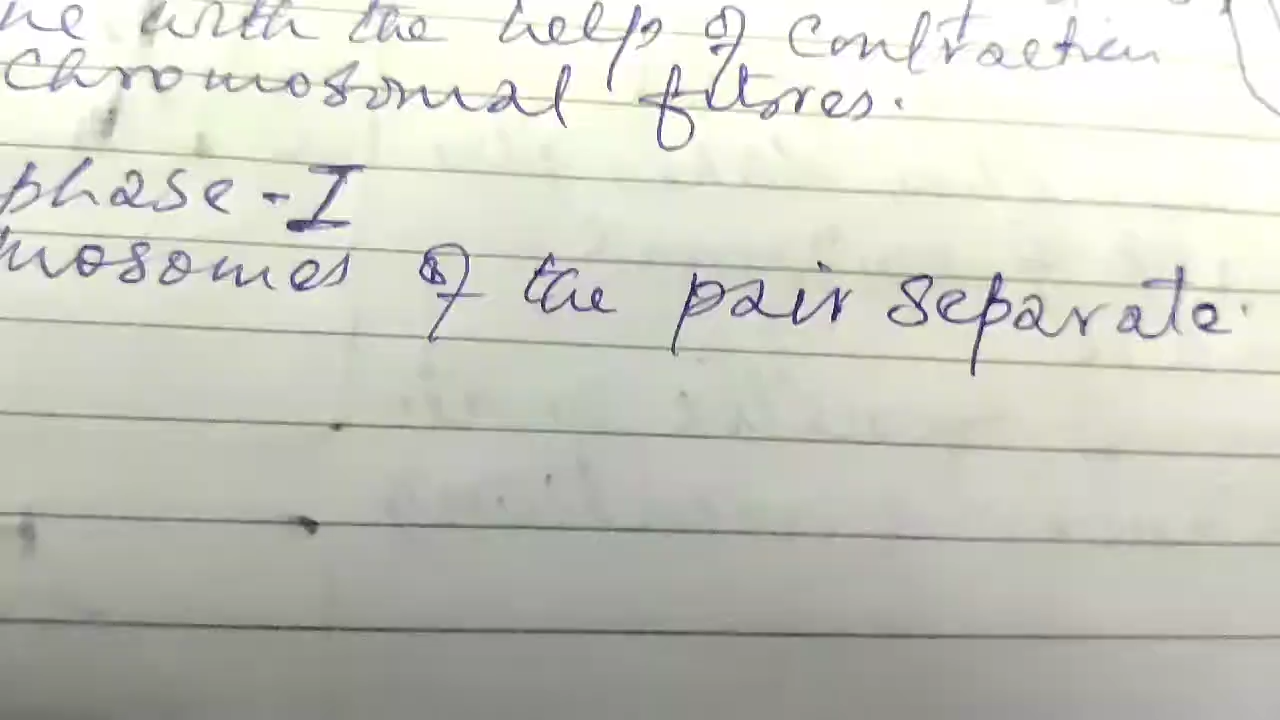 ne with the help of Contraction
Chromosomal fibres.
phase - I
mosomes of the pair separate.